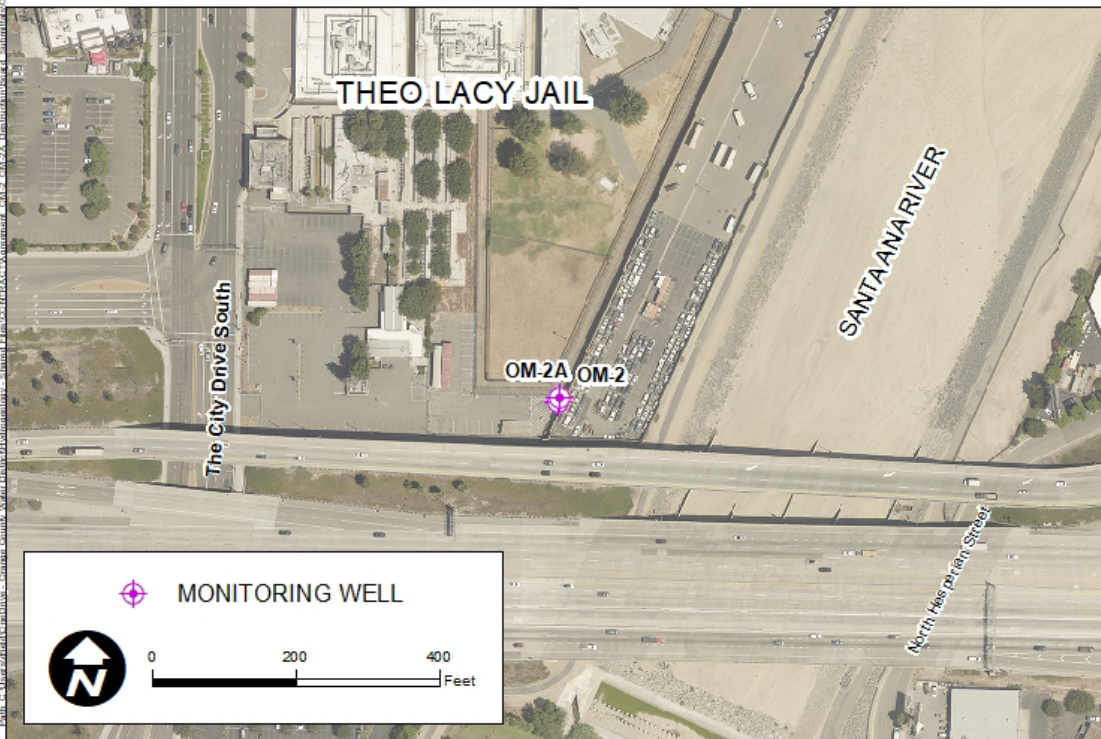 THEO LACY JAIL
SANTA ANA RIVER
The City Drive South
OM-2A OM-2
North Hesperian Street
MONITORING WELL
N
0 200 400
Feet